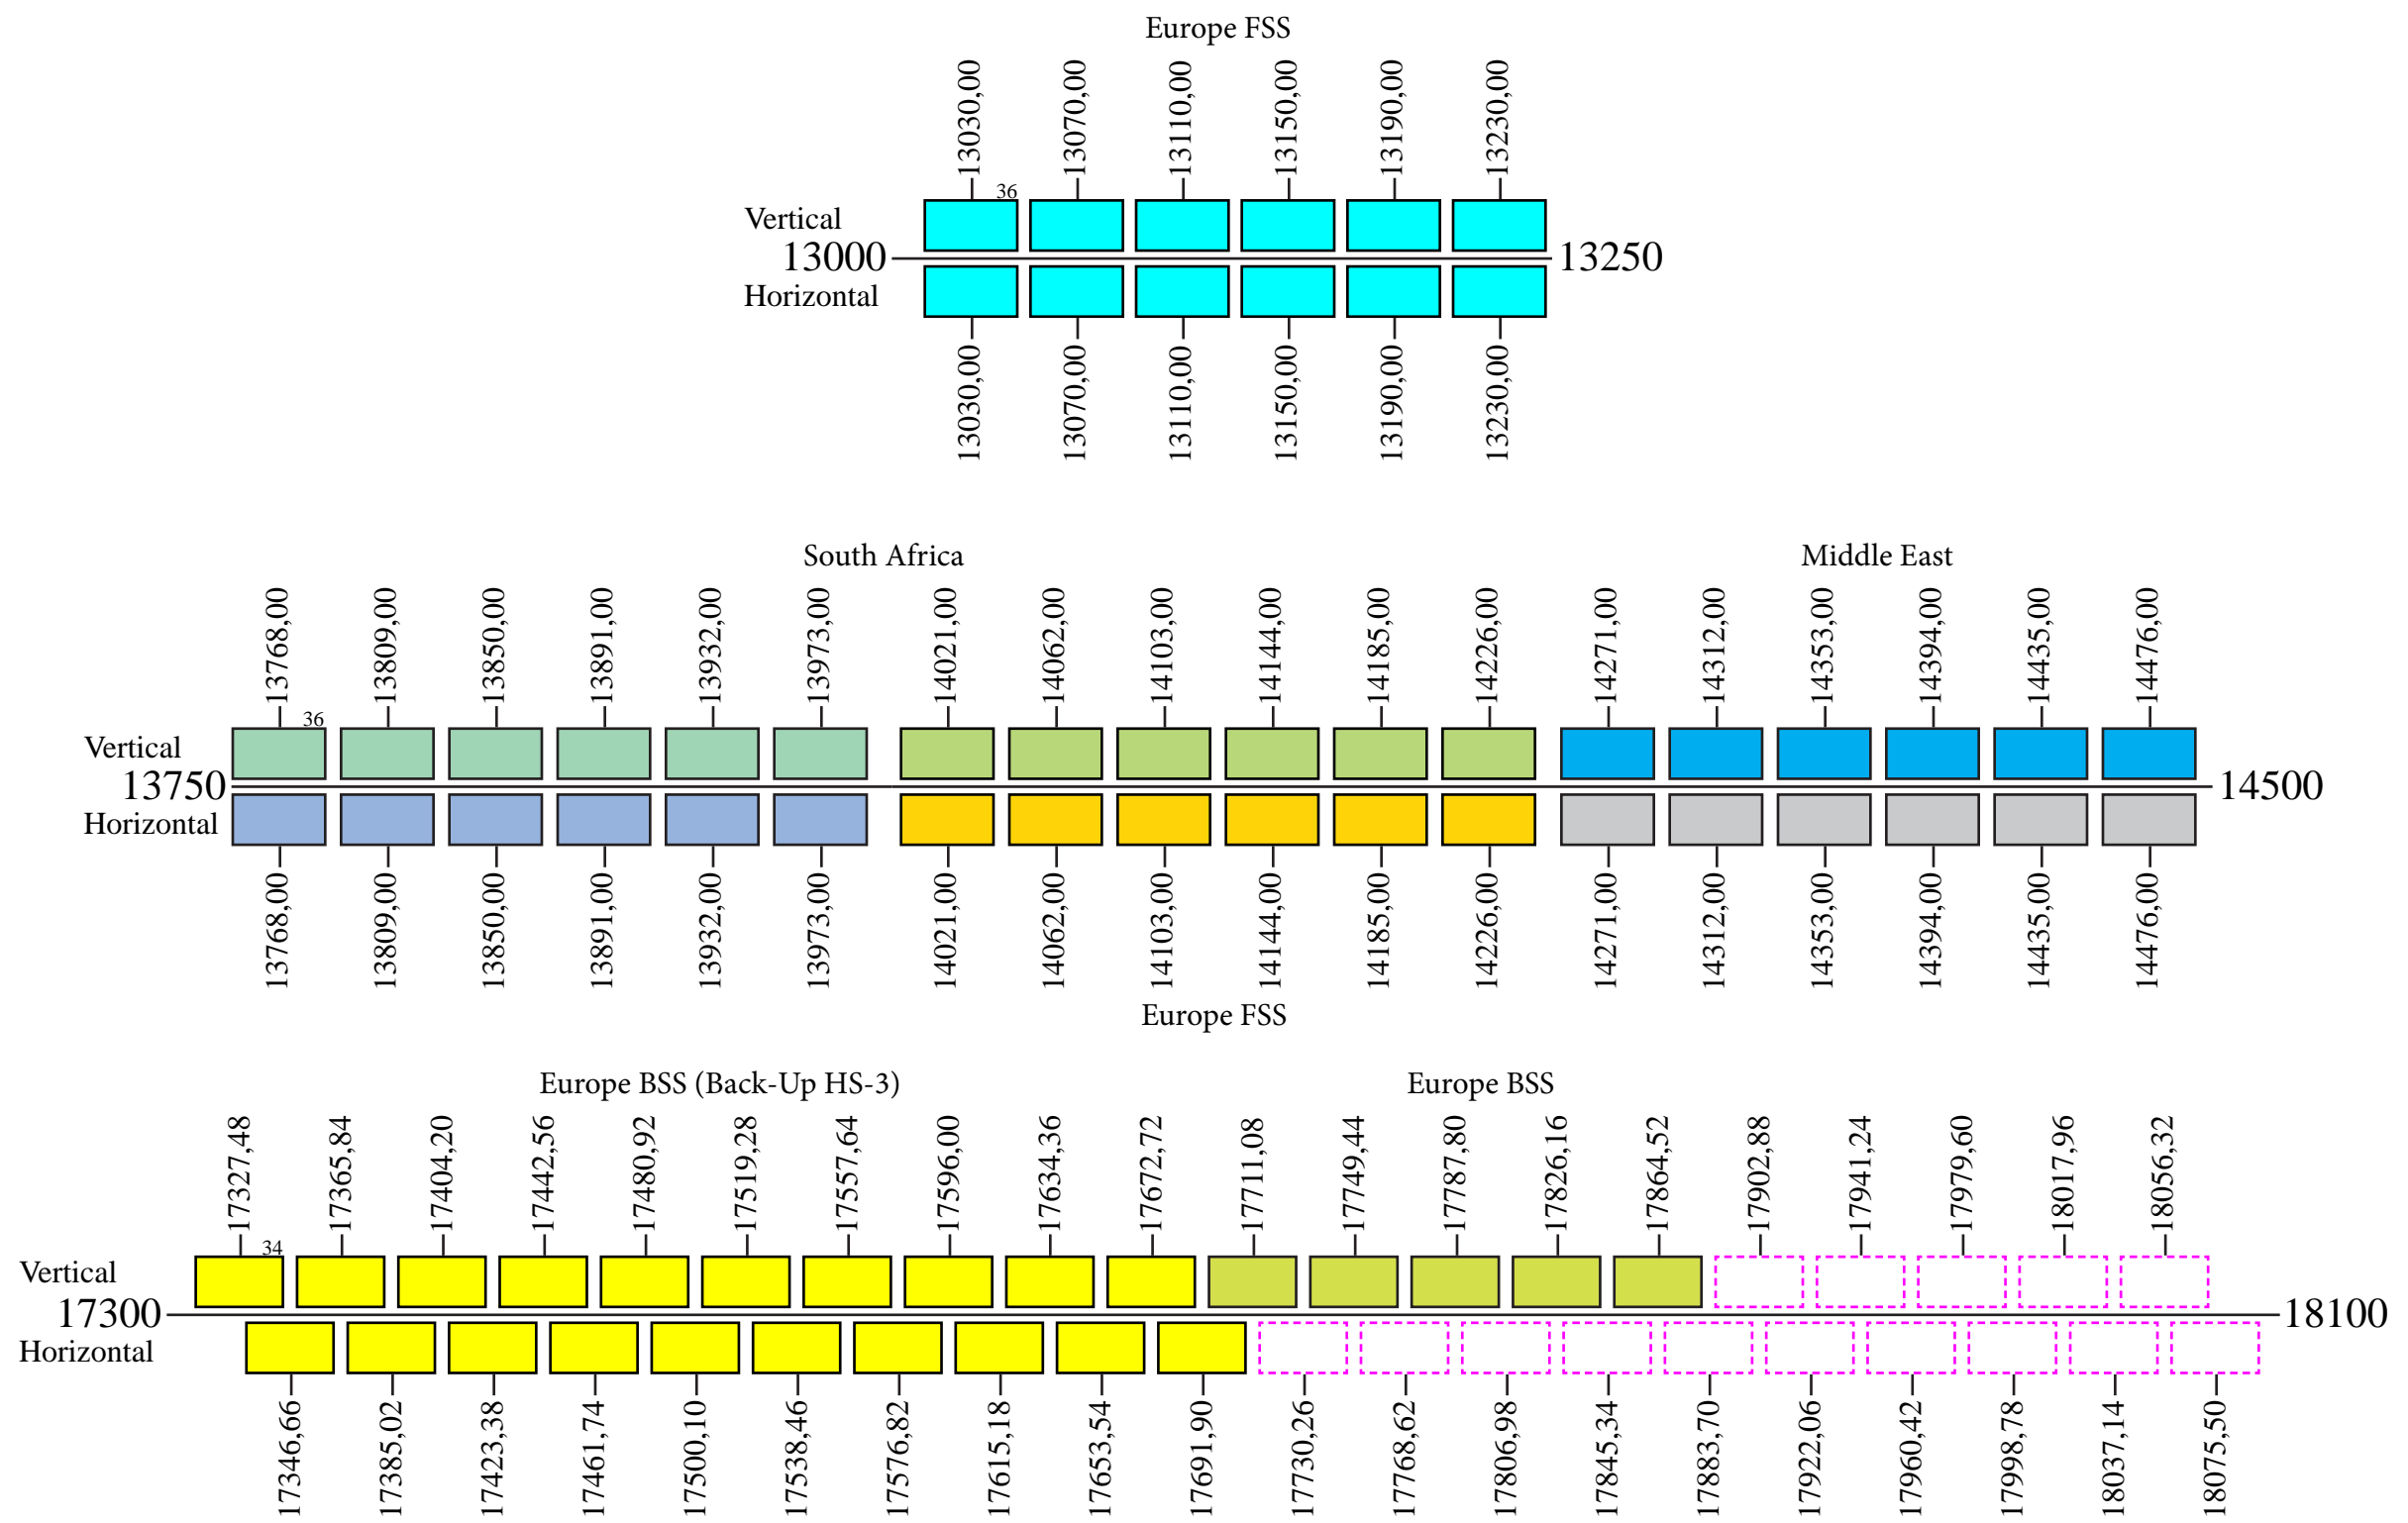 Europe FSS
13030,00 13070,00 13110,00 13150,00 13190,00 13230,00
36
Vertical
13000 13250
Horizontal
13030,00 13070,00 13110,00 13150,00 13190,00 13230,00
South Africa Middle East
13768,00 13809,00 13850,00 13891,00 13932,00 13973,00 14021,00 14062,00 14103,00 14144,00 14185,00 14226,00 14271,00 14312,00 14353,00 14394,00 14435,00 14476,00
36
Vertical
13750 14500
Horizontal
13768,00 13809,00 13850,00 13891,00 13932,00 13973,00 14021,00 14062,00 14103,00 14144,00 14185,00 14226,00 14271,00 14312,00 14353,00 14394,00 14435,00 14476,00
Europe FSS
Europe BSS (Back-Up HS-3) Europe BSS
17327,48 17365,84 17404,20 17442,56 17480,92 17519,28 17557,64 17596,00 17634,36 17672,72 17711,08 17749,44 17787,80 17826,16 17864,52 17902,88 17941,24 17979,60 18017,96 18056,32
34
Vertical
17300 18100
Horizontal
17346,66 17385,02 17423,38 17461,74 17500,10 17538,46 17576,82 17615,18 17653,54 17691,90 17730,26 17768,62 17806,98 17845,34 17883,70 17922,06 17960,42 17998,78 18037,14 18075,50